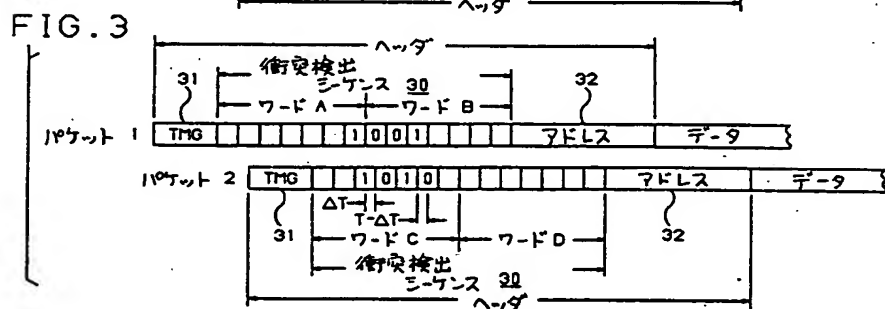 ヘッダ
FIG.3
ヘッダ
31 衝突検出 32
シーケンス 30
ワード A ワード B
パケット 1 TMG 1 0 0 1 アドレス データ
パケット 2 TMG 1 0 1 0 アドレス データ
ΔT T-ΔT
31 ワード C ワード D 32
衝突検出
シーケンス 30
ヘッダ